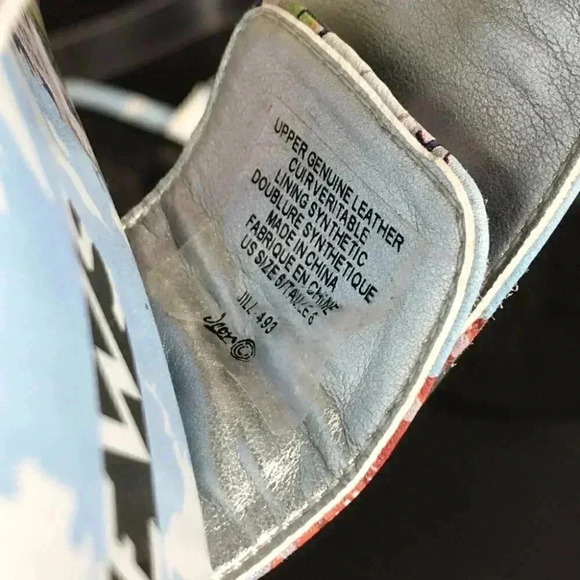 UPPER GENUINE LEATHER
CUIR VERITABLE
LINING SYNTHETIC
DOUBLURE SYNTHETIQUE
MADE IN CHINA
FABRIQUE EN CHINE
US SIZE 6/TAILLE 6
JILL 493